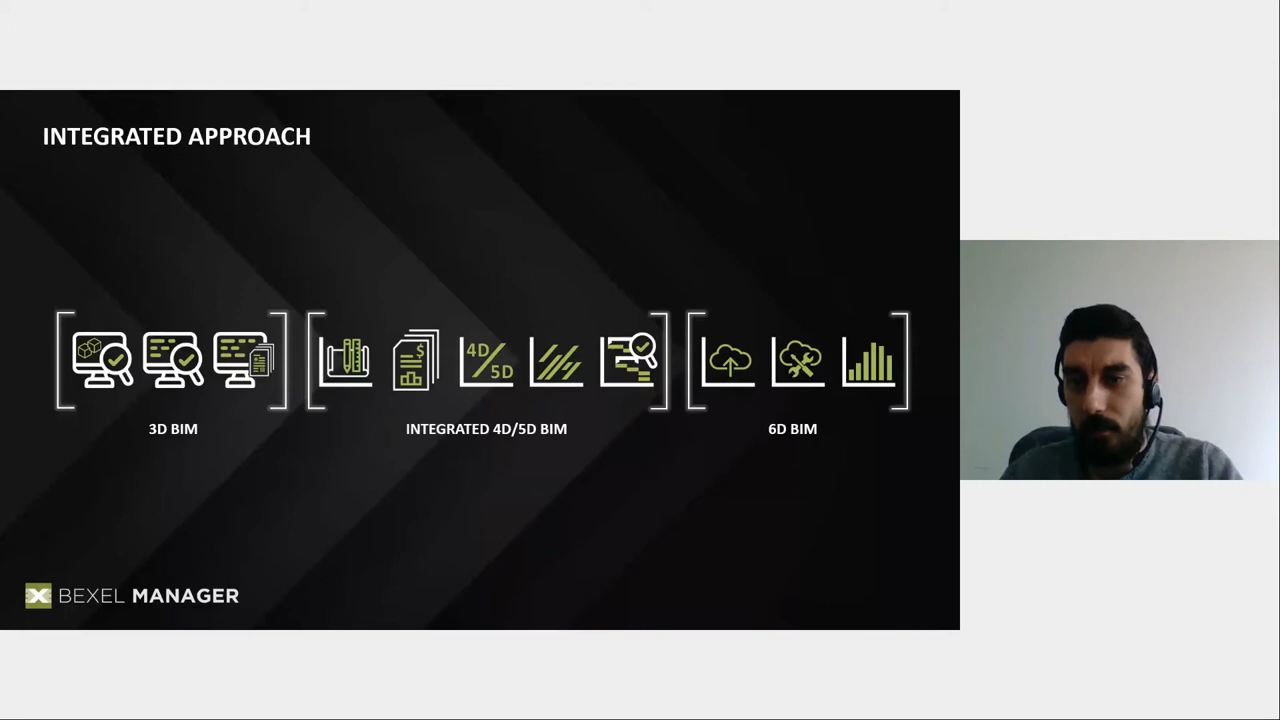 INTEGRATED APPROACH
$
4D/
5D
3D BIM
INTEGRATED 4D/5D BIM
6D BIM
BEXEL MANAGER